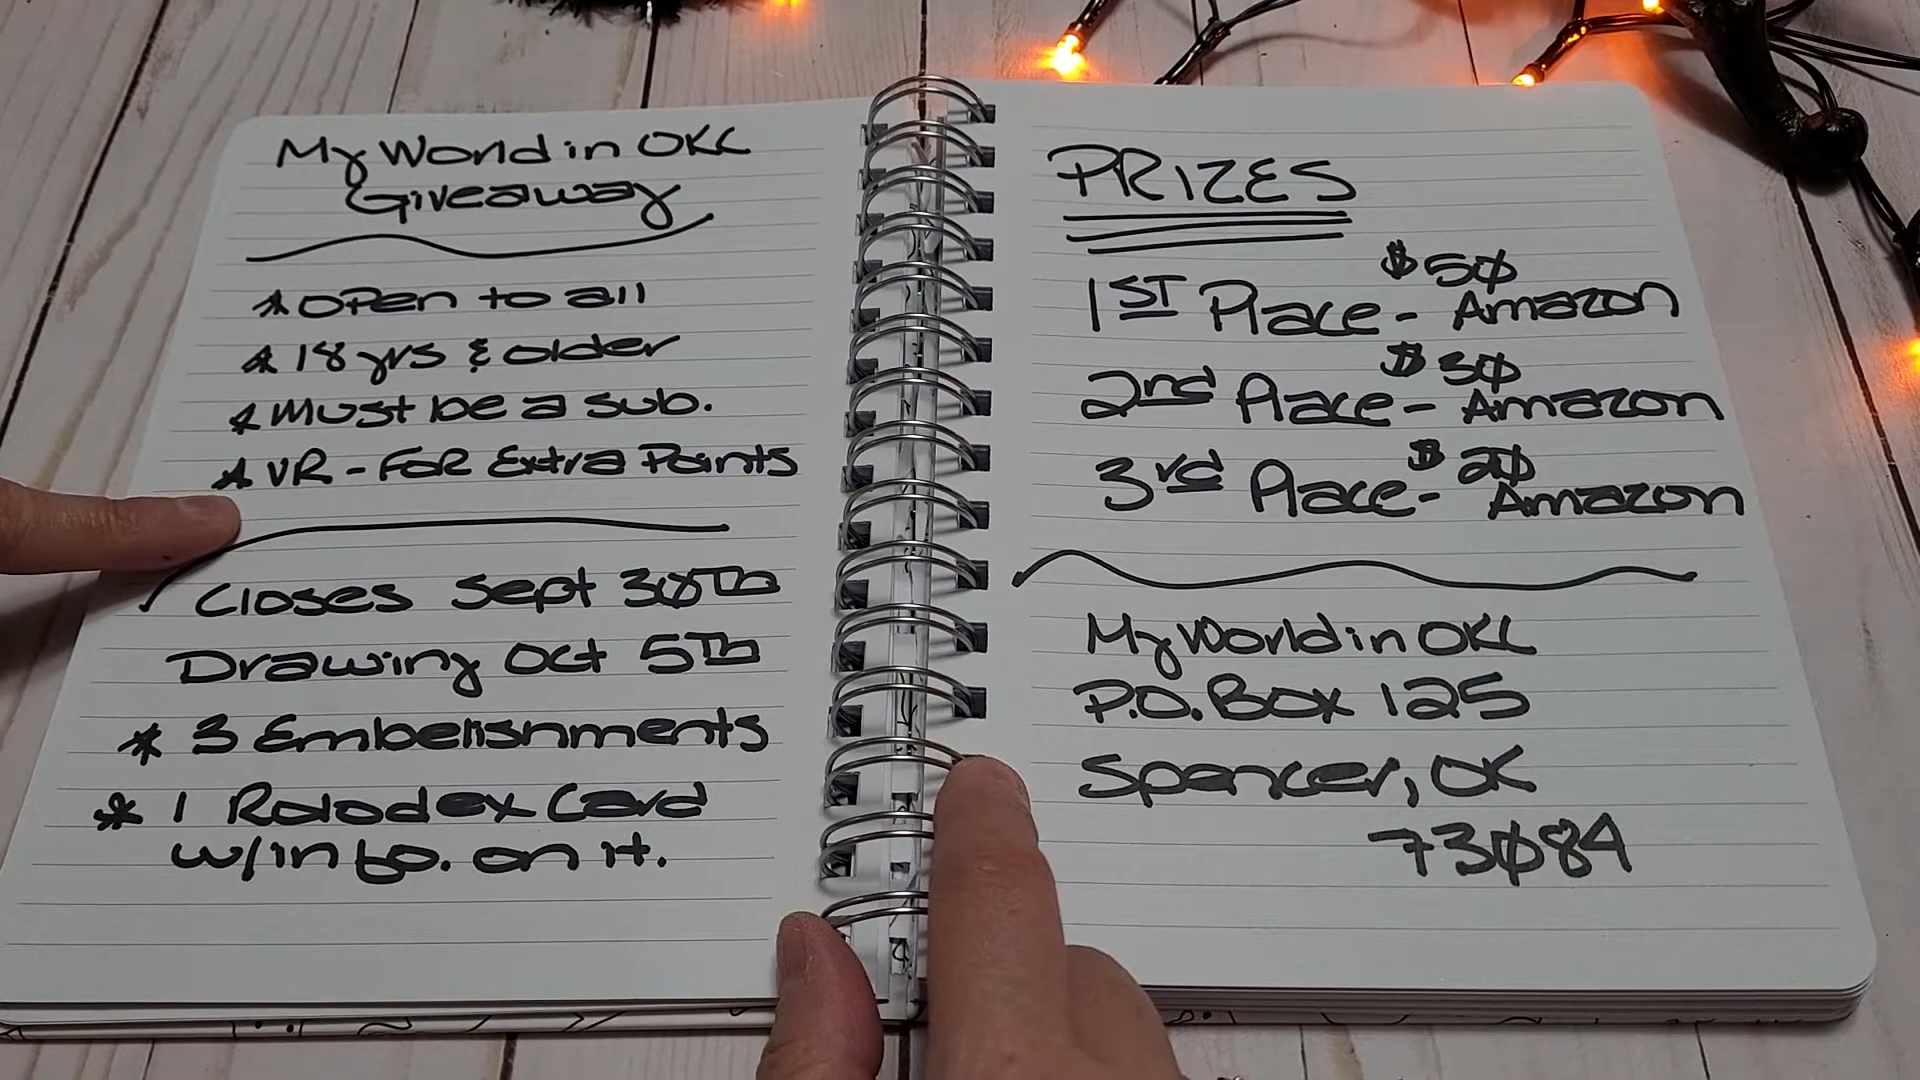 My World in OKC
Giveaway
* Open to all
* 18 yrs & older
* Must be a sub.
* VR - For Extra Points
Closes Sept 30Th
Drawing Oct 5Th
* 3 Embelishments
* 1 Rolodex Card
w/info. on it.
PRIZES
$50
1ST Place - Amazon
$30
2nd Place - Amazon
$20
3rd Place - Amazon
My World in OKC
P.O. Box 125
Spencer, OK
73084